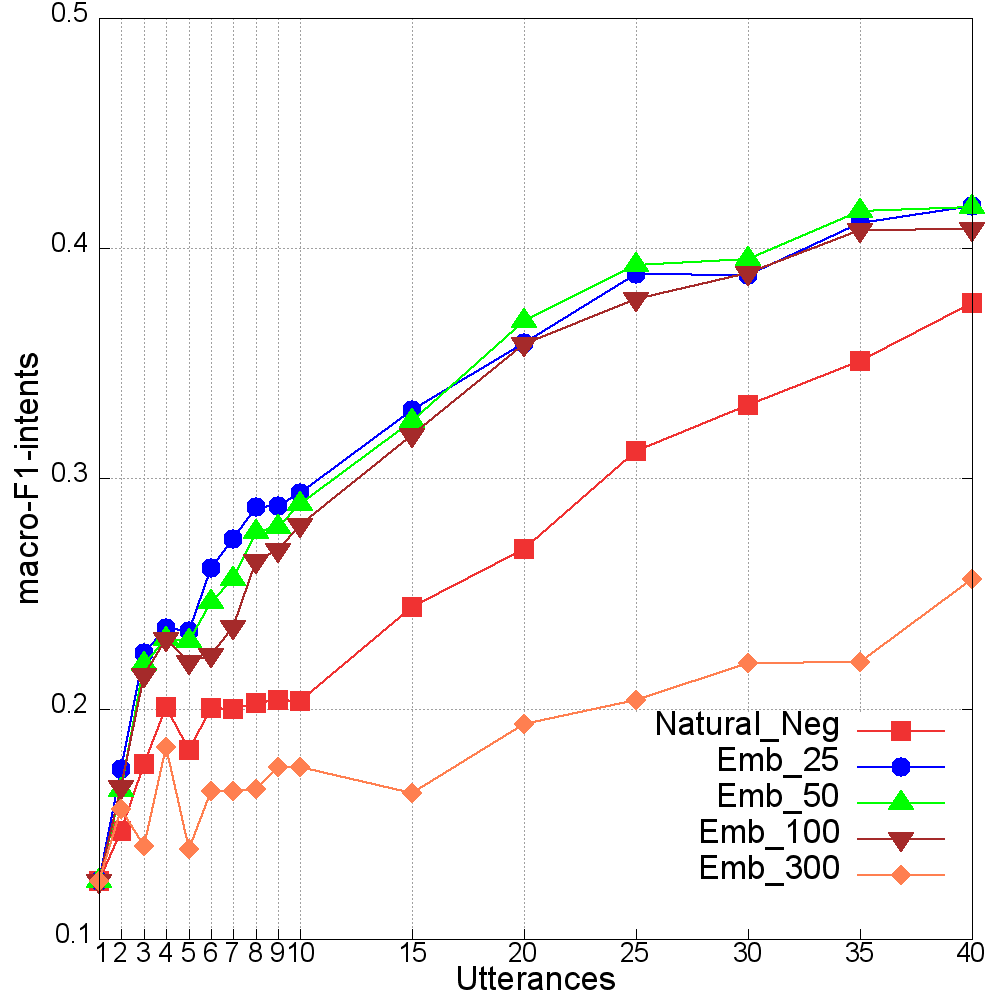 0.5
0.4
0.3
0.2
0.1
macro-F1-intents
Natural_Neg
Emb_25
Emb_50
Emb_100
Emb_300
1 2 3 4 5 6 7 8 9 10 15 20 25 30 35 40
Utterances